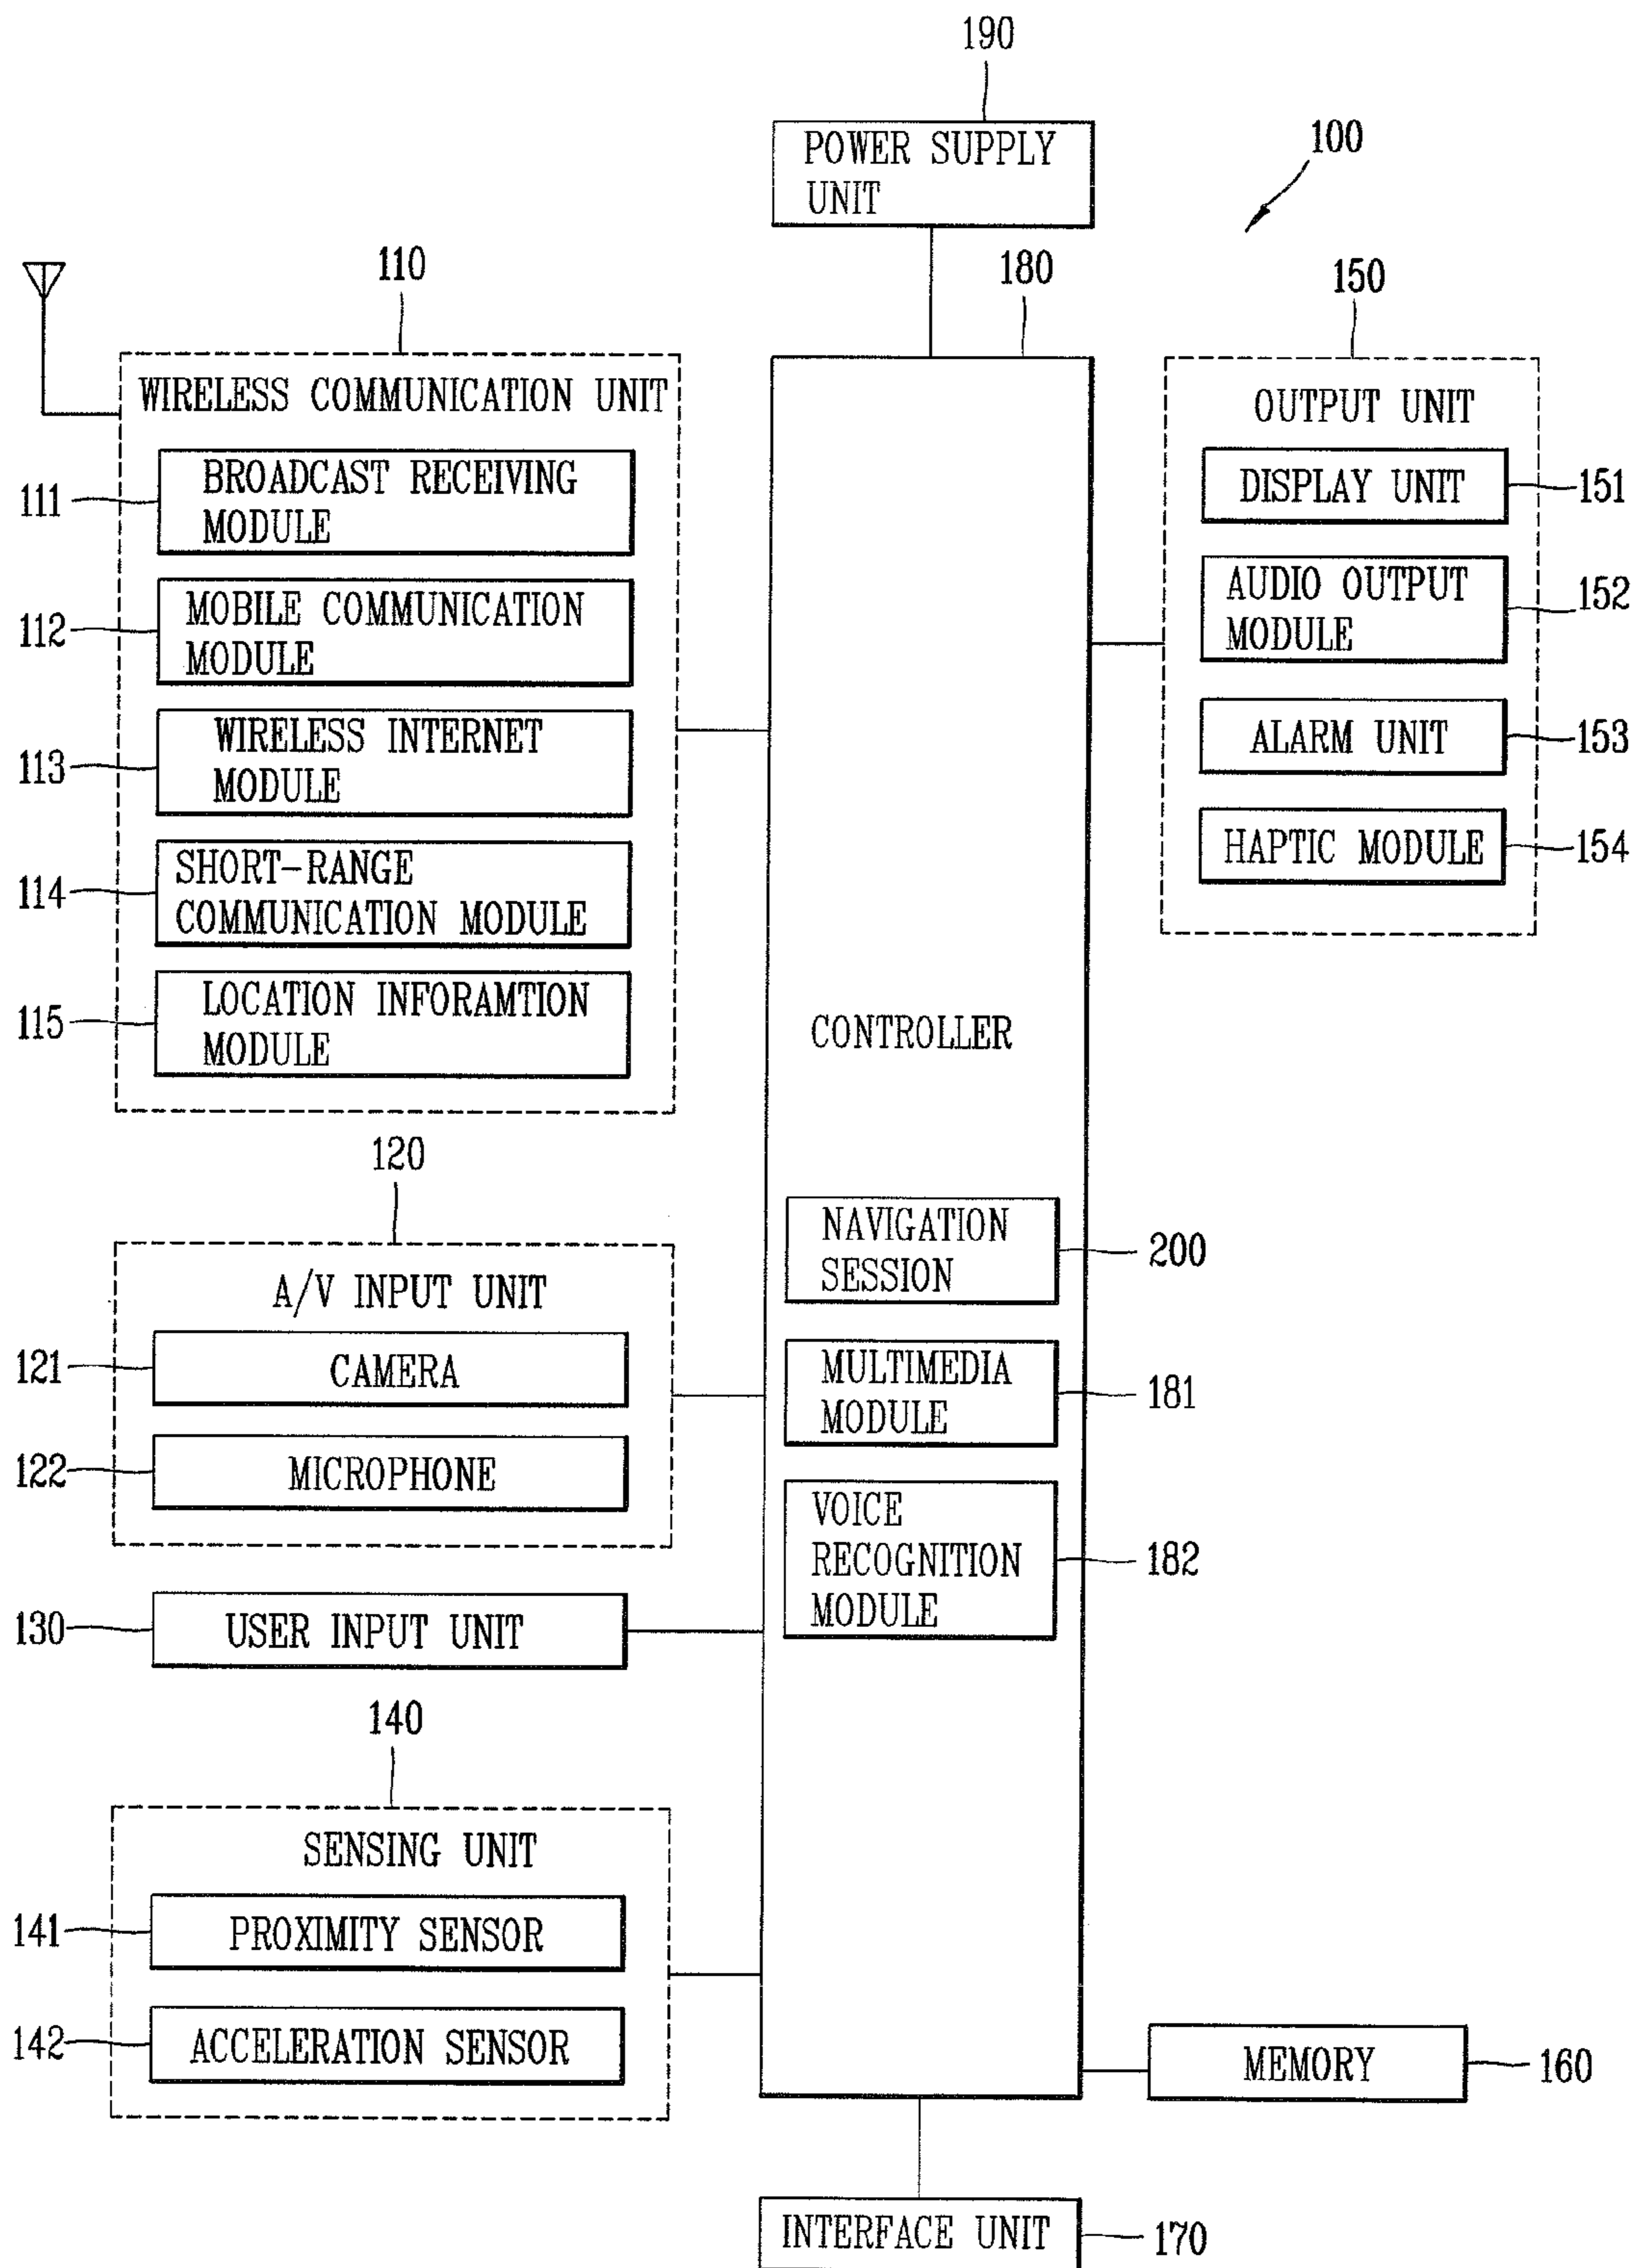 190
POWER SUPPLY
UNIT
100
110
180
150
WIRELESS COMMUNICATION UNIT
111
BROADCAST RECEIVING
MODULE
112
MOBILE COMMUNICATION
MODULE
113
WIRELESS INTERNET
MODULE
114
SHORT-RANGE
COMMUNICATION MODULE
115
LOCATION INFORAMTION
MODULE
OUTPUT UNIT
DISPLAY UNIT
151
AUDIO OUTPUT
MODULE
152
ALARM UNIT
153
HAPTIC MODULE
154
CONTROLLER
NAVIGATION
SESSION
200
MULTIMEDIA
MODULE
181
VOICE
RECOGNITION
MODULE
182
120
A/V INPUT UNIT
121
CAMERA
122
MICROPHONE
130
USER INPUT UNIT
140
SENSING UNIT
141
PROXIMITY SENSOR
142
ACCELERATION SENSOR
MEMORY
160
INTERFACE UNIT
170